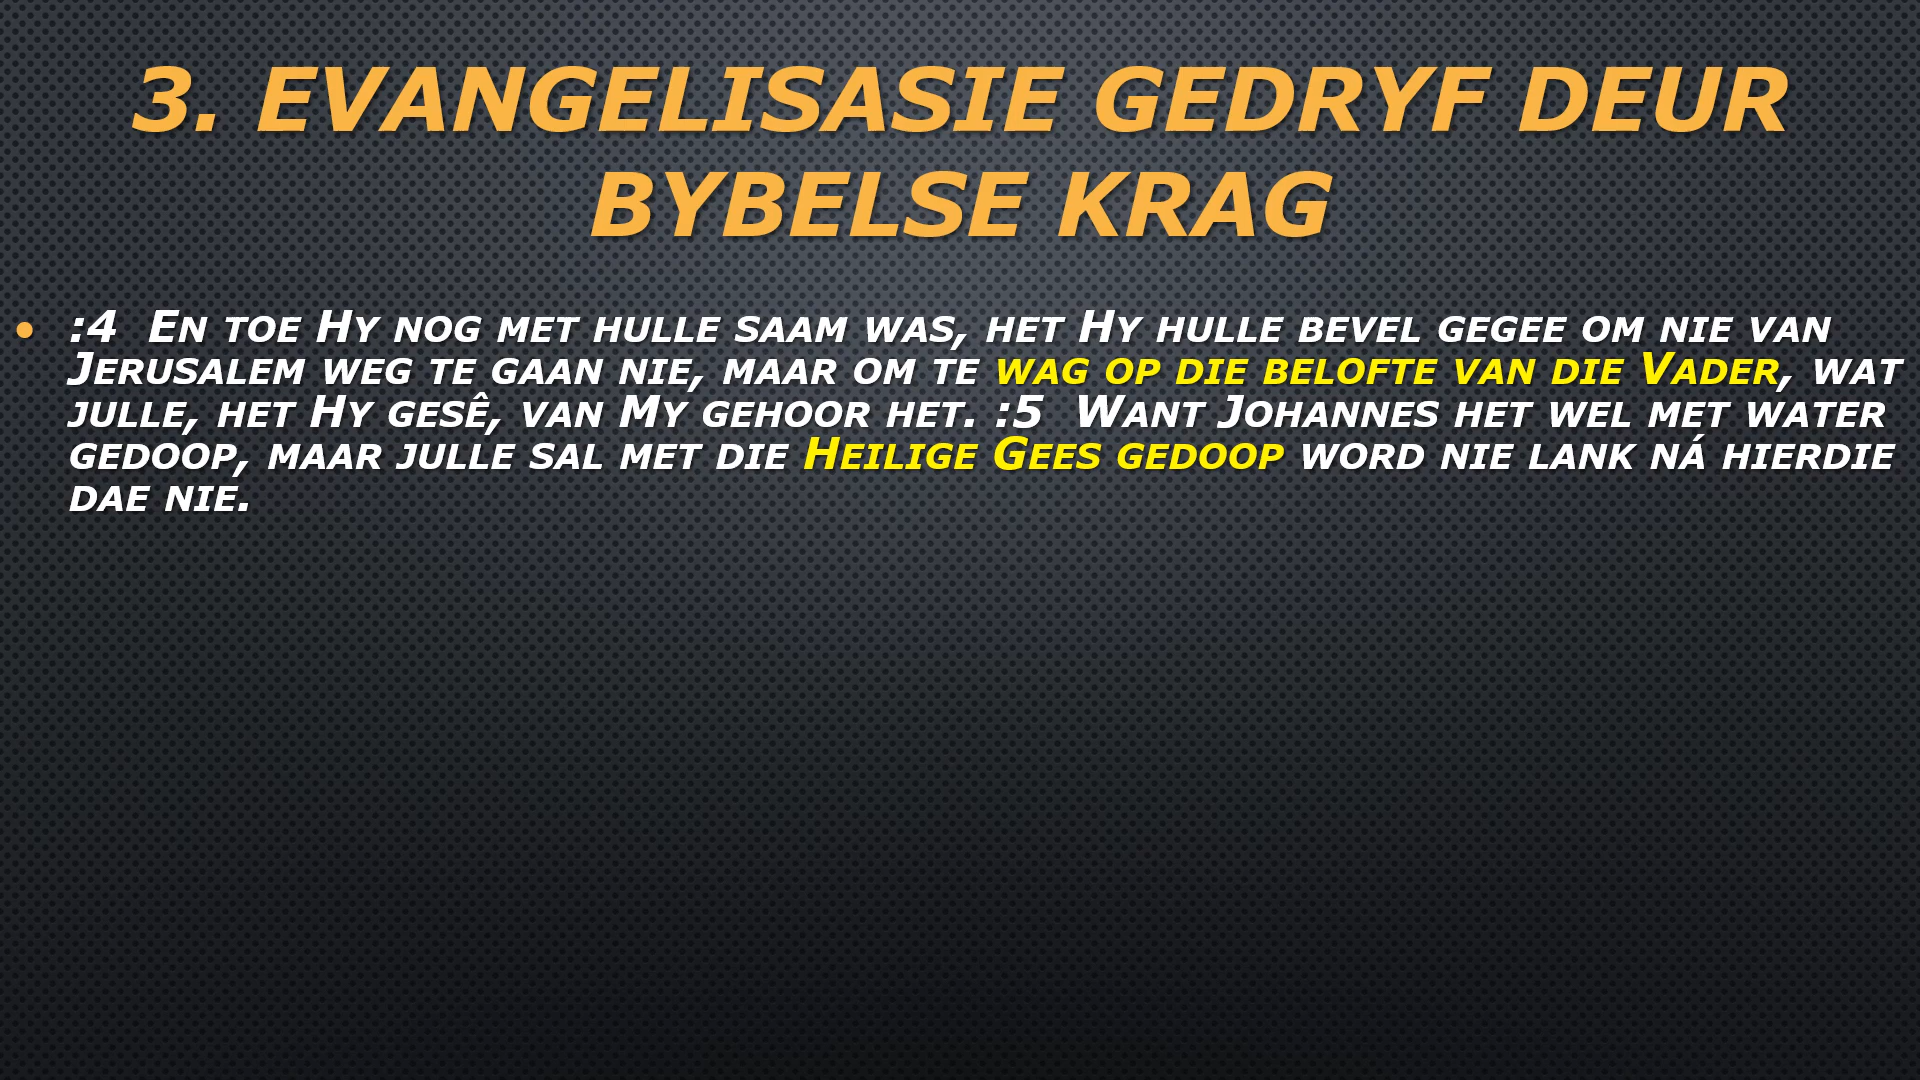 3. EVANGELISASIE GEDRYF DEUR
BYBELSE KRAG
• :4 En toe Hy nog met hulle saam was, het Hy hulle bevel gegee om nie van
Jerusalem weg te gaan nie, maar om te wag op die belofte van die Vader, wat
julle, het Hy gesê, van My gehoor het. :5 Want Johannes het wel met water
gedoop, maar julle sal met die Heilige Gees gedoop word nie lank ná hierdie
dae nie.